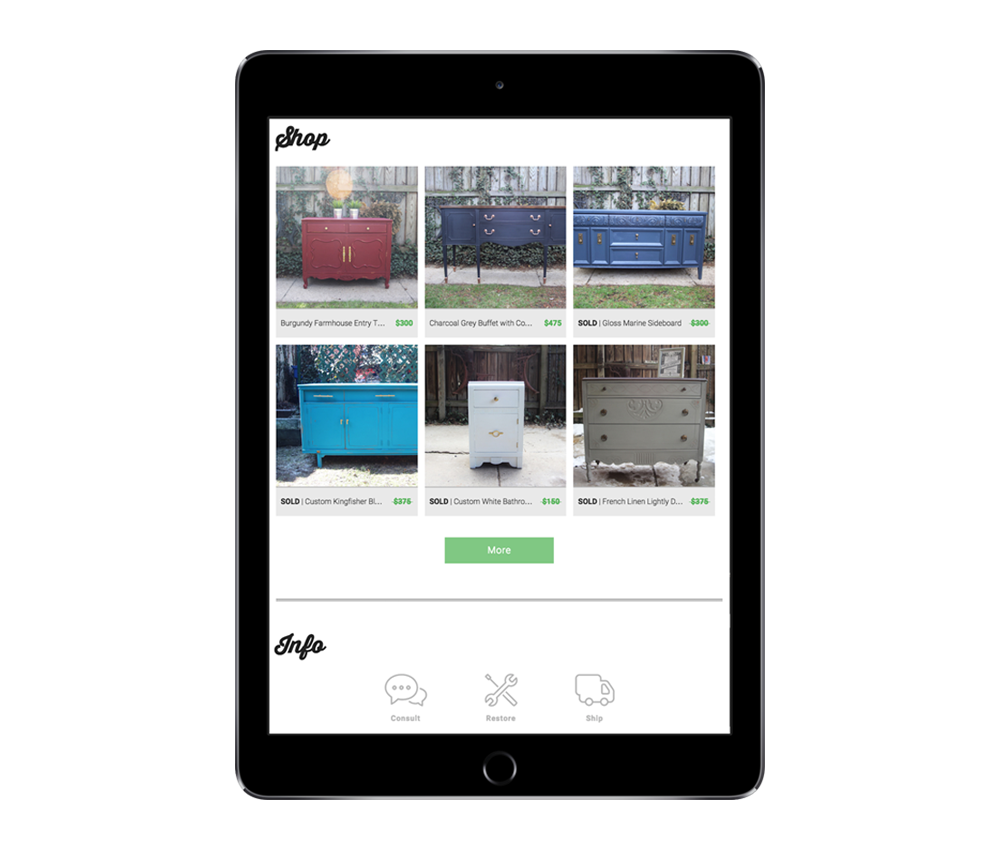 Shop
Burgundy Farmhouse Entry T... $300
Charcoal Grey Buffet with Co... $475
SOLD | Gloss Marine Sideboard $300
SOLD | Custom Kingfisher Bl... $375
SOLD | Custom White Bathro... $150
SOLD | French Linen Lightly D... $375
More
Info
Consult
Restore
Ship